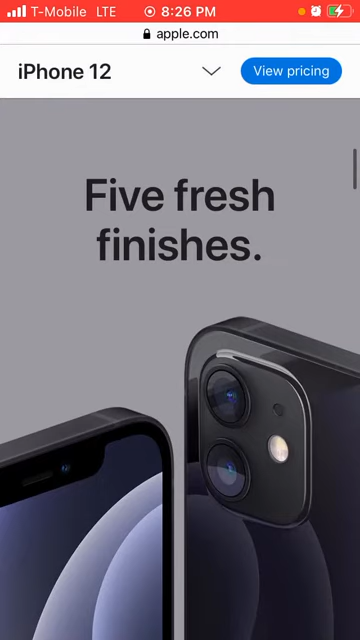 T-Mobile LTE 8:26 PM
apple.com
iPhone 12 View pricing
Five fresh
finishes.